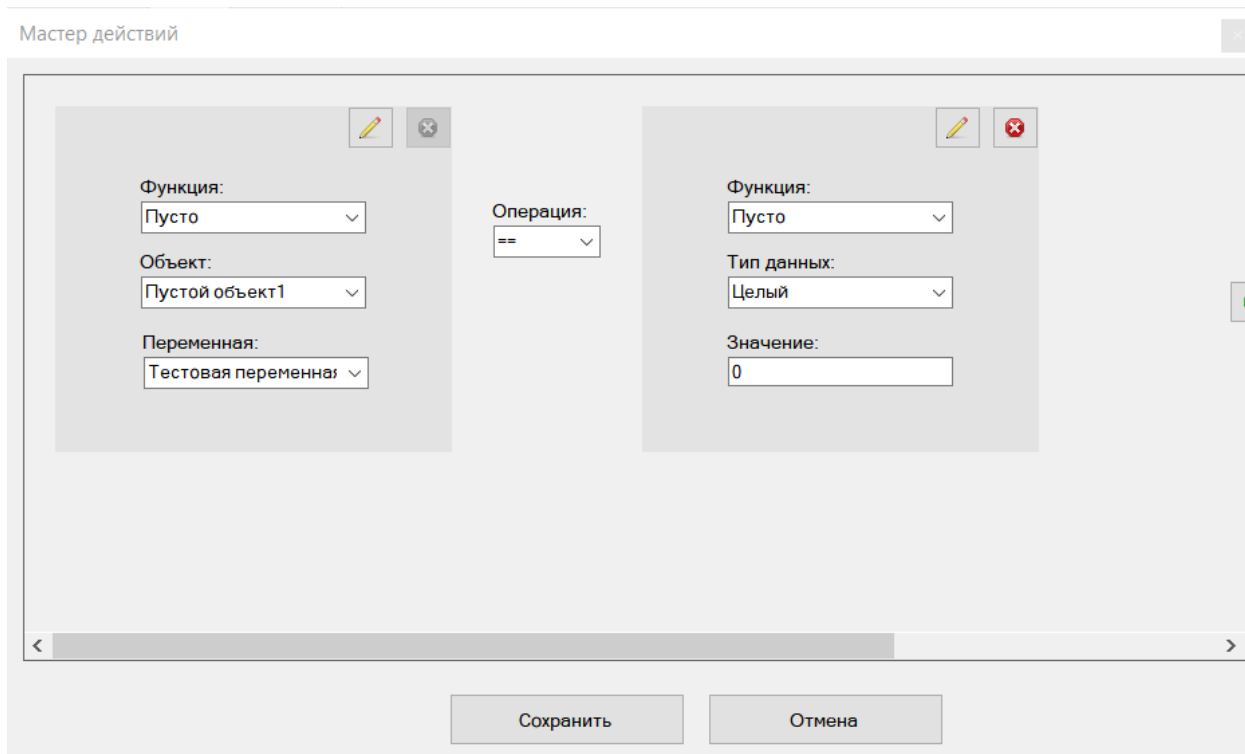 Мастер действий
Функция:
Пусто
Объект:
Пустой объект1
Переменная:
Тестовая переменная
Операция:
==
Функция:
Пусто
Тип данных:
Целый
Значение:
0
Сохранить
Отмена